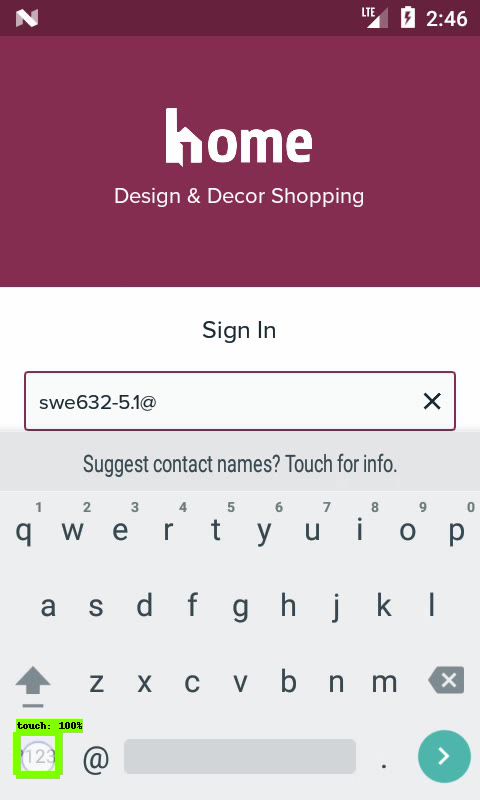 LTE 2:46
home
Design & Decor Shopping
Sign In
swe632-5.1@
Suggest contact names? Touch for info.
1 2 3 4 5 6 7 8 9 0
q w e r t y u i o p
a s d f g h j k l
z x c v b n m
touch: 100%
?123 @ .